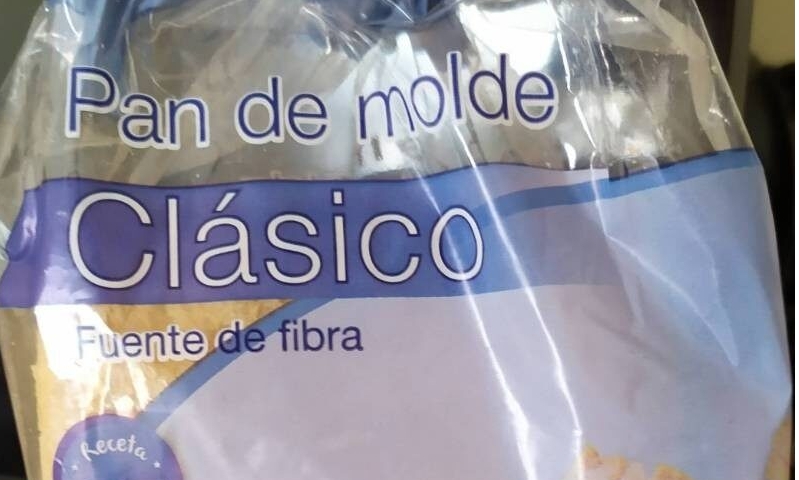 Pan de molde
Clásico
Fuente de fibra
Receta